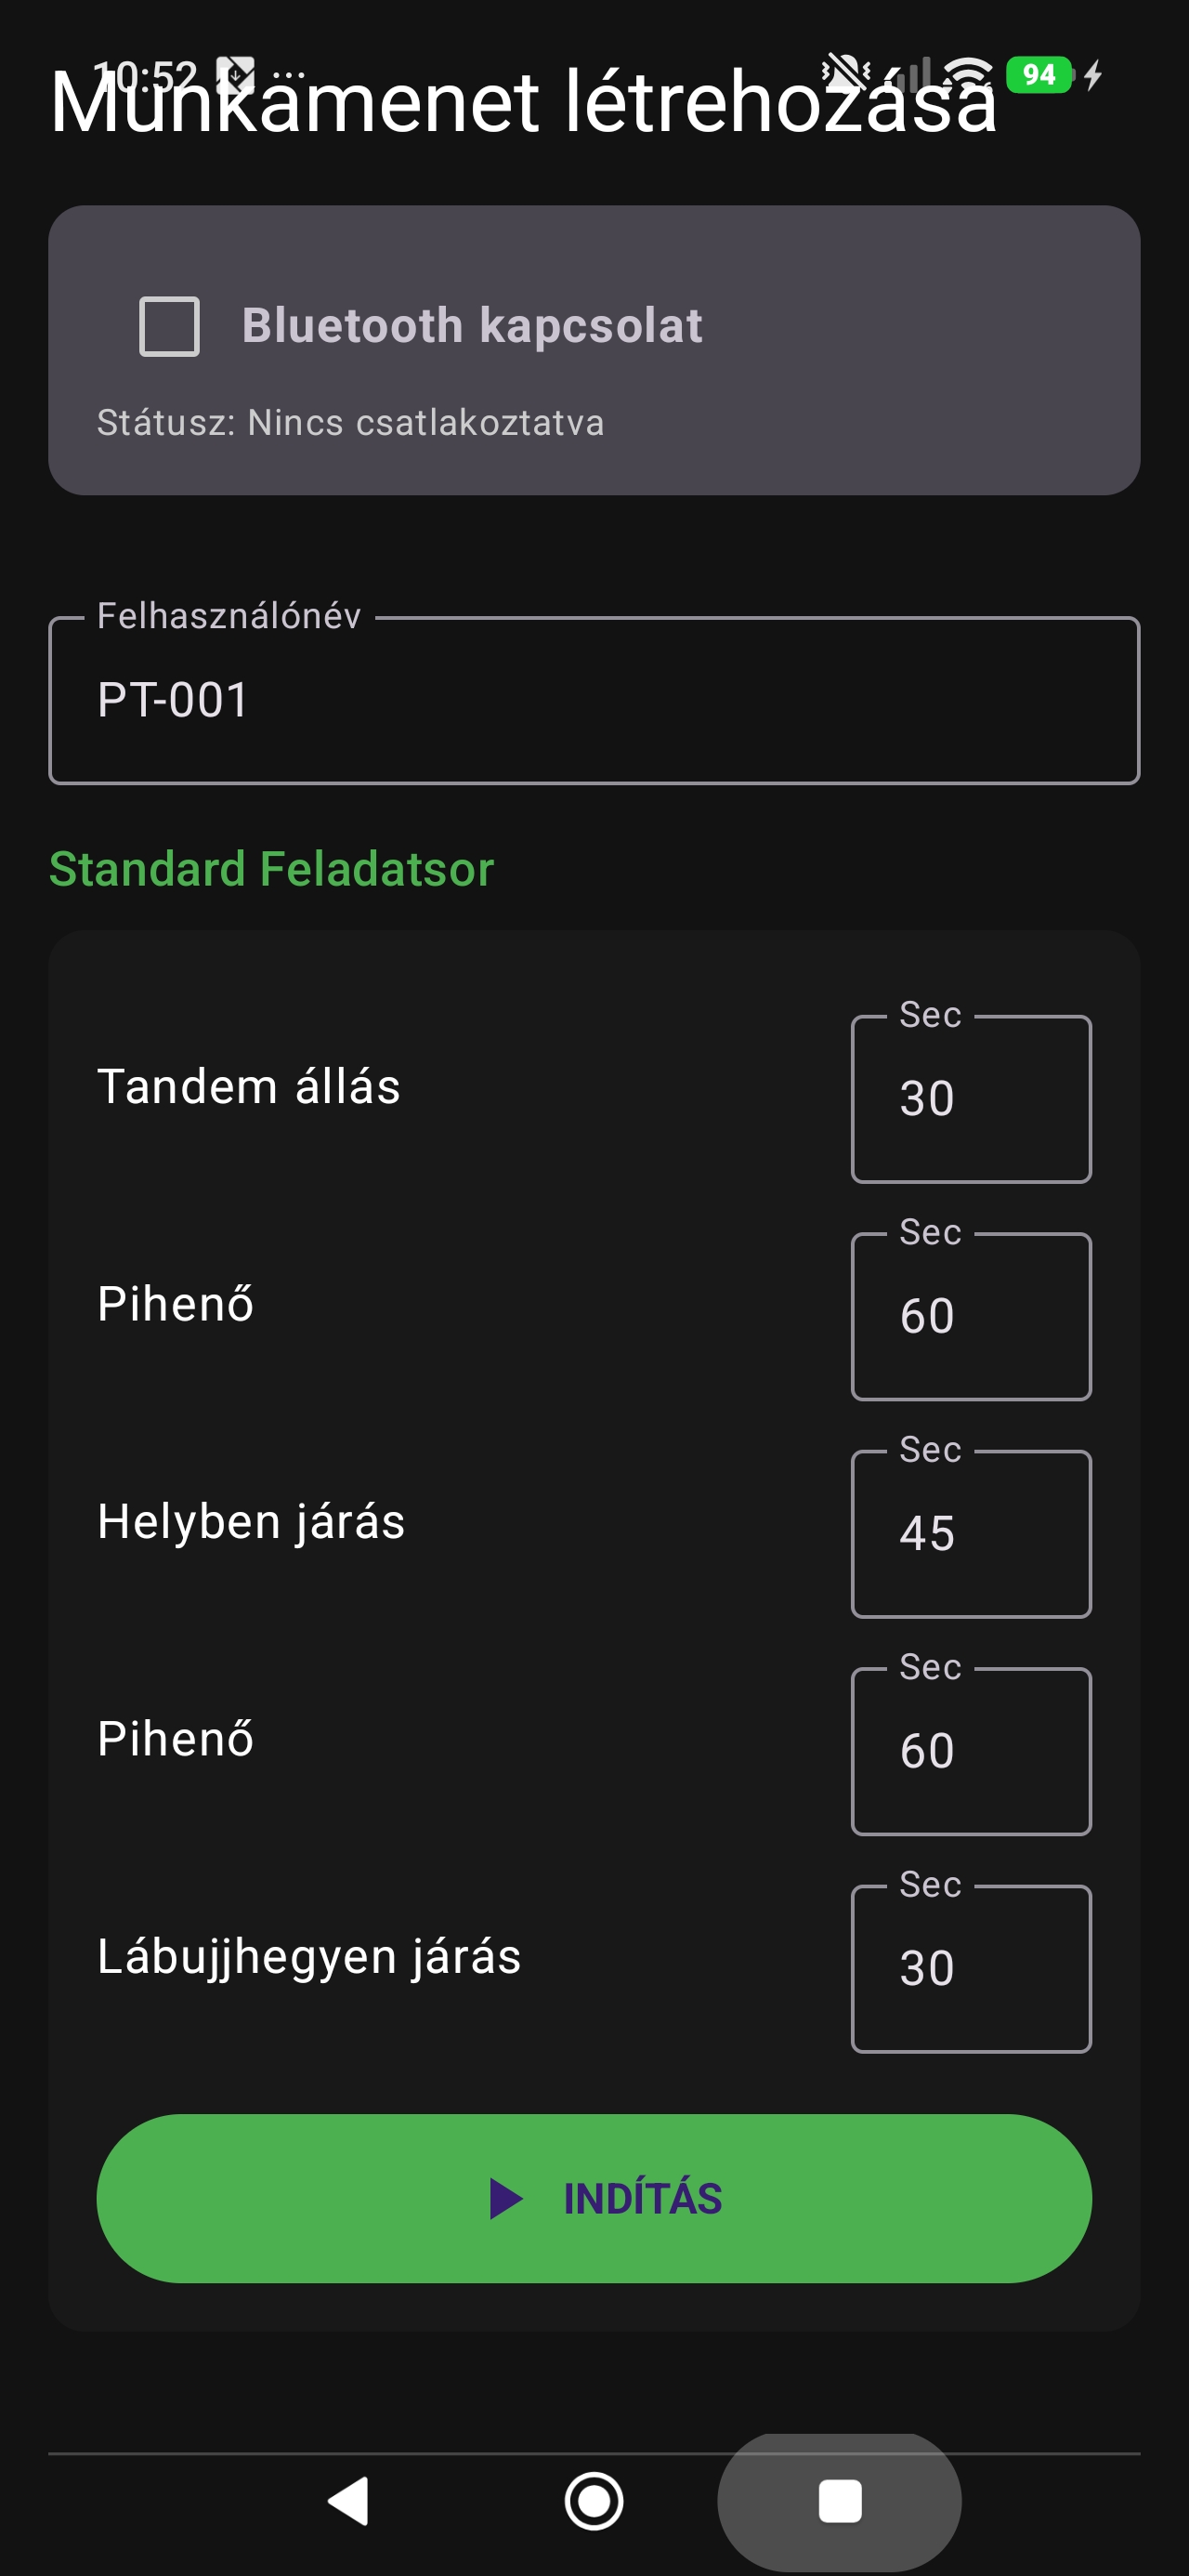 10:52 ... 94
Munkamenet létrehozása
Bluetooth kapcsolat
Státusz: Nincs csatlakoztatva
Felhasználónév
PT-001
Standard Feladatsor
Sec
Tandem állás 30
Sec
Pihenő 60
Sec
Helyben járás 45
Sec
Pihenő 60
Sec
Lábujjhegyen járás 30
INDÍTÁS